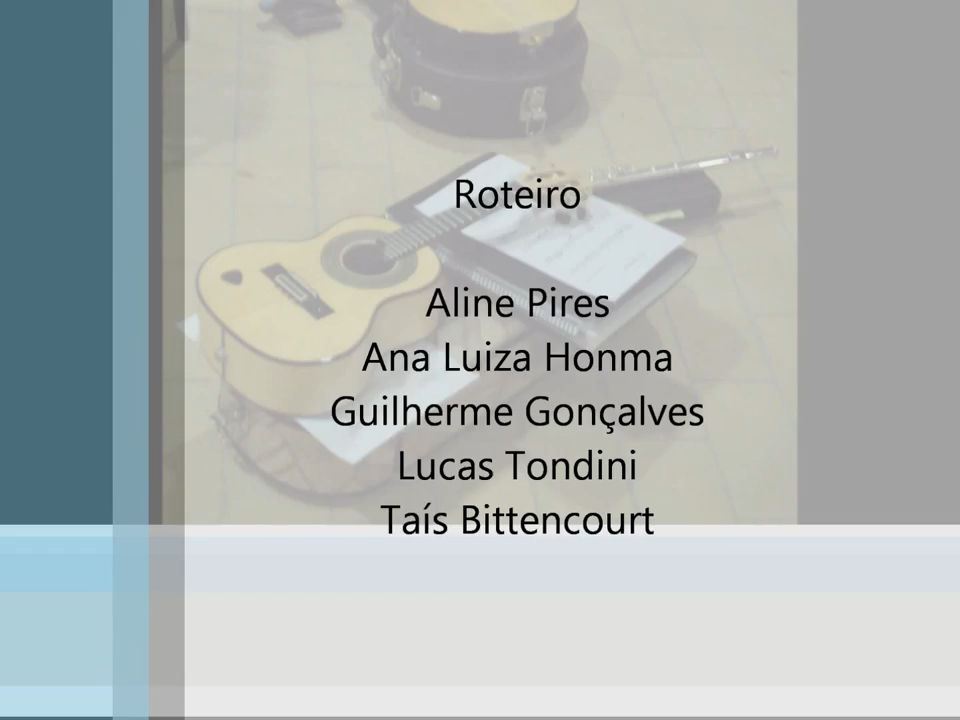 Roteiro
Aline Pires
Ana Luiza Honma
Guilherme Gonçalves
Lucas Tondini
Taís Bittencourt